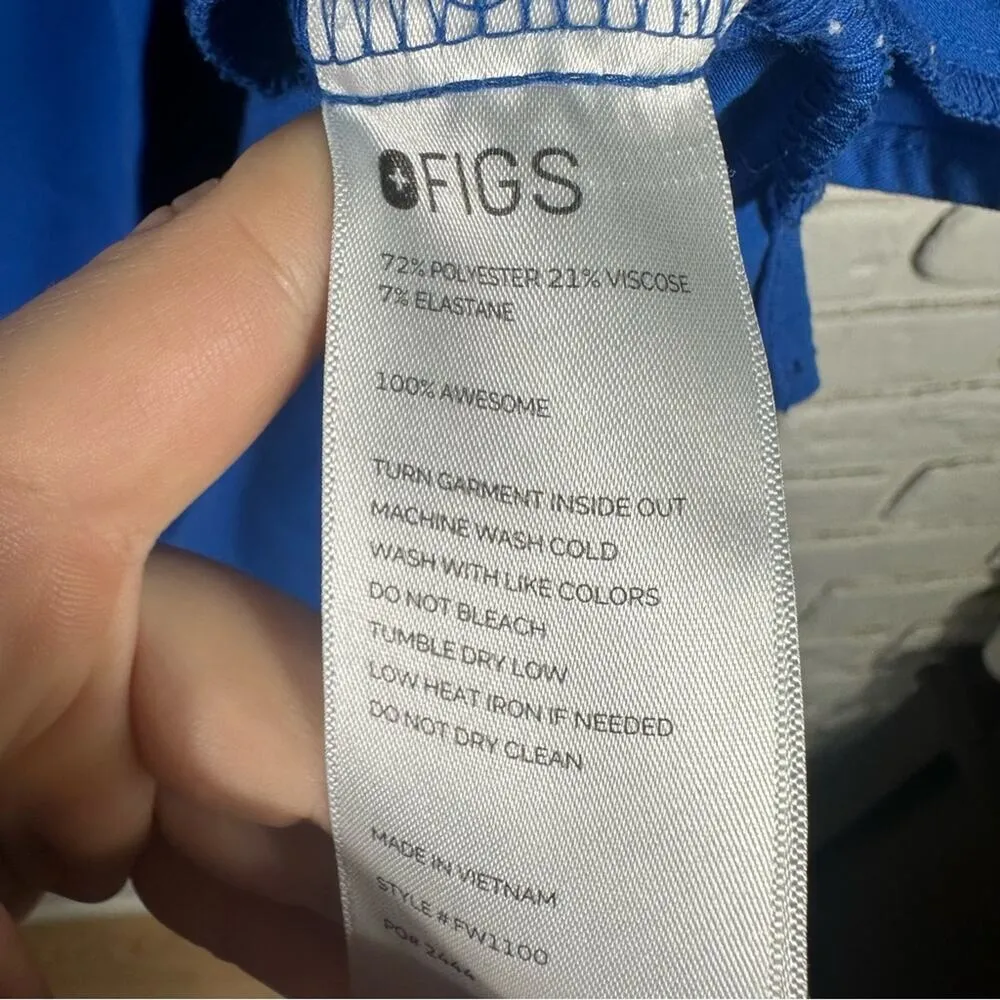 FIGS
72% POLYESTER 21% VISCOSE
7% ELASTANE
100% AWESOME
TURN GARMENT INSIDE OUT
MACHINE WASH COLD
WASH WITH LIKE COLORS
DO NOT BLEACH
TUMBLE DRY LOW
LOW HEAT IRON IF NEEDED
DO NOT DRY CLEAN
MADE IN VIETNAM
STYLE # FW1100